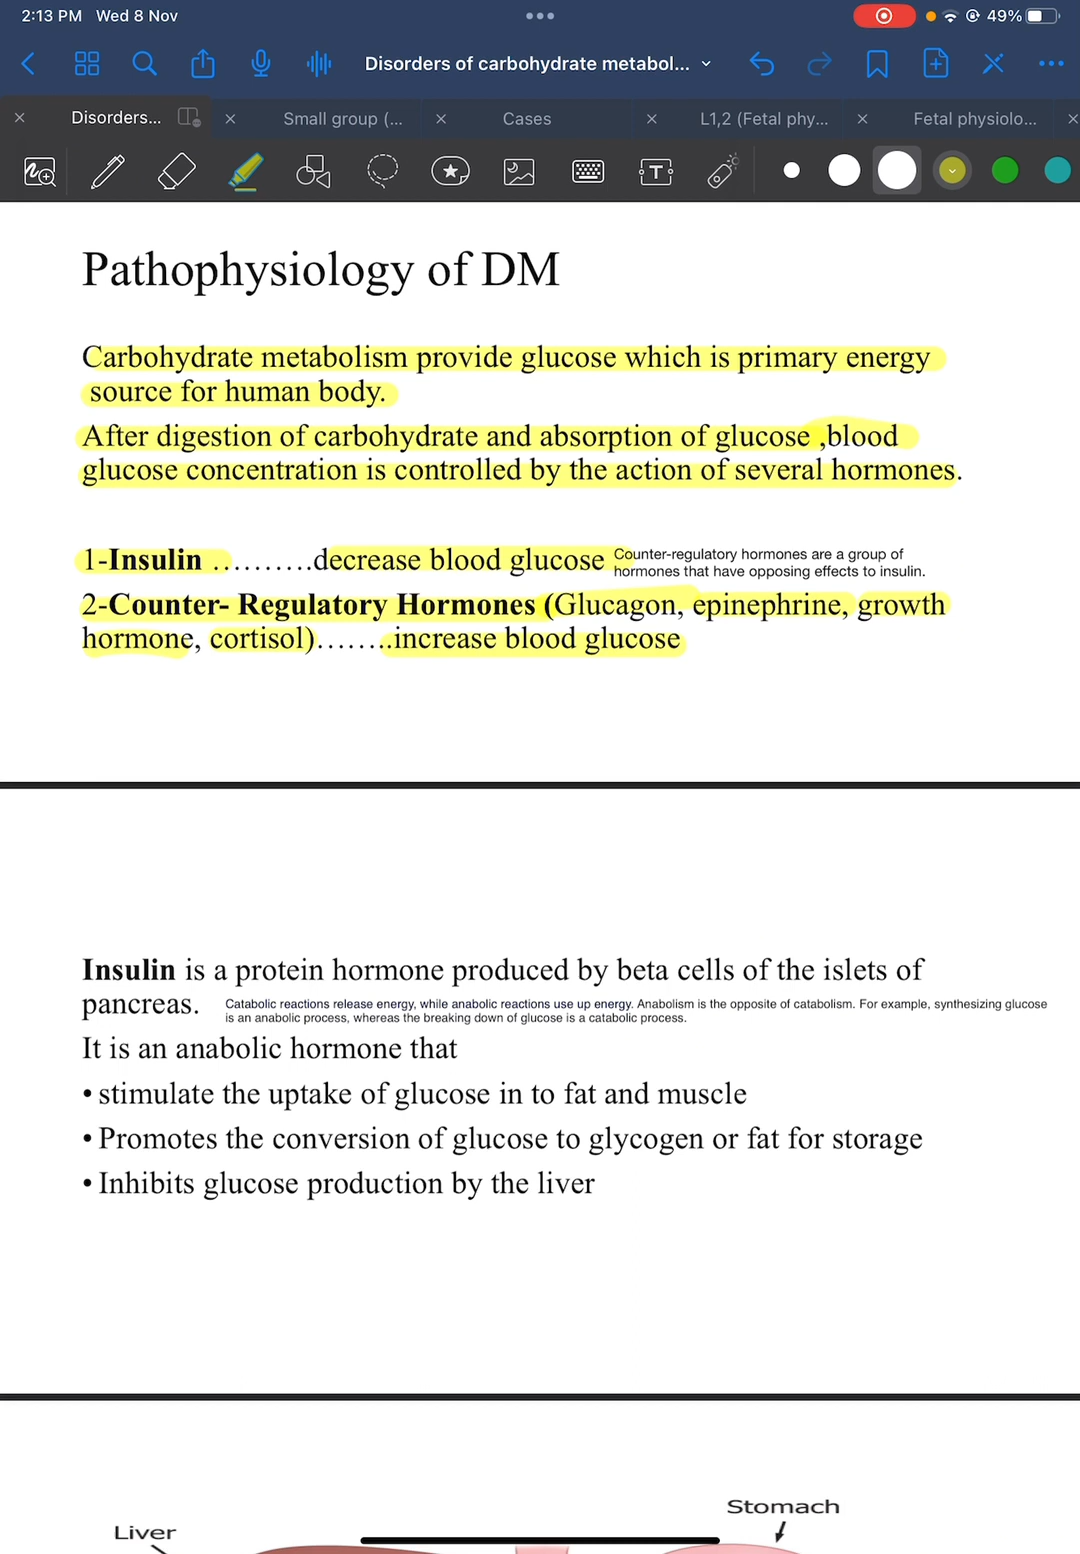 2:13 PM Wed 8 Nov
49%
Disorders of carbohydrate metabol...
Disorders...
Small group (...
Cases
L1,2 (Fetal phy...
Fetal physiolo...
Pathophysiology of DM
Carbohydrate metabolism provide glucose which is primary energy
source for human body.
After digestion of carbohydrate and absorption of glucose ,blood
glucose concentration is controlled by the action of several hormones.
1-Insulin ..........decrease blood glucose
Counter-regulatory hormones are a group of
hormones that have opposing effects to insulin.
2-Counter- Regulatory Hormones (Glucagon, epinephrine, growth
hormone, cortisol)........increase blood glucose
Insulin is a protein hormone produced by beta cells of the islets of
pancreas.
Catabolic reactions release energy, while anabolic reactions use up energy. Anabolism is the opposite of catabolism. For example, synthesizing glucose
is an anabolic process, whereas the breaking down of glucose is a catabolic process.
It is an anabolic hormone that
• stimulate the uptake of glucose in to fat and muscle
• Promotes the conversion of glucose to glycogen or fat for storage
• Inhibits glucose production by the liver
Stomach
Liver